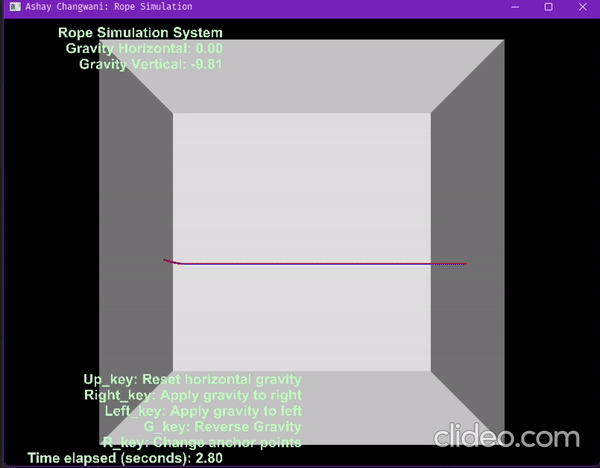 Ashay Changwani: Rope Simulation
Rope Simulation System
Gravity Horizontal: 0.00
Gravity Vertical: -9.81
Up_key: Reset horizontal gravity
Right_key: Apply gravity to right
Left_key: Apply gravity to left
G_key: Reverse Gravity
R_key: Change anchor points
Time elapsed (seconds): 2.80
clideo.com